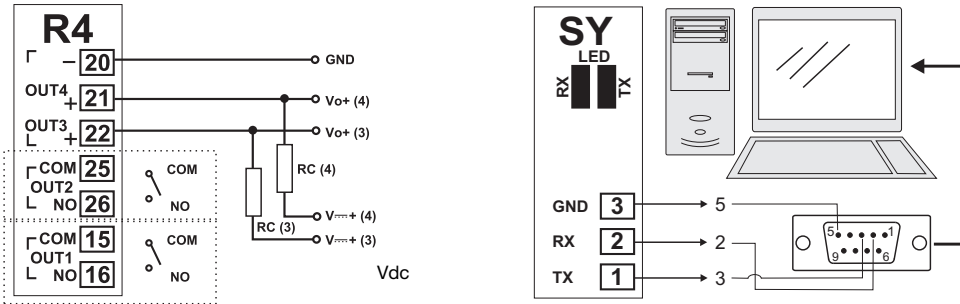 R4
− 20 GND
OUT4 + 21 Vo+ (4)
OUT3 + 22 Vo+ (3)
COM 25 COM
OUT2
NO 26 NO
RC (4)
RC (3)
V⎓+ (4)
V⎓+ (3)
COM 15 COM
OUT1
NO 16 NO
Vdc
SY
LED
RX TX
GND 3 5
RX 2 2
TX 1 3
5 1
9 6